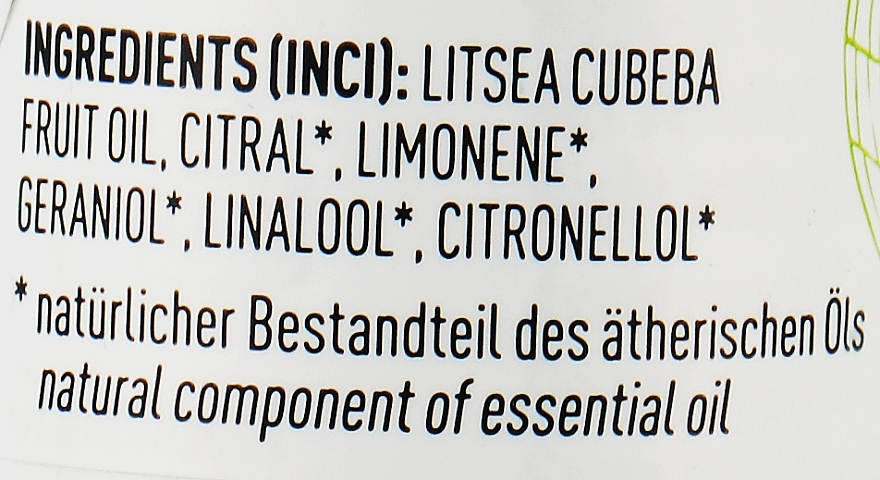 INGREDIENTS (INCI): LITSEA CUBEBA
FRUIT OIL, CITRAL*, LIMONENE*,
GERANIOL*, LINALOOL*, CITRONELLOL*
* natürlicher Bestandteil des ätherischen Öls
natural component of essential oil